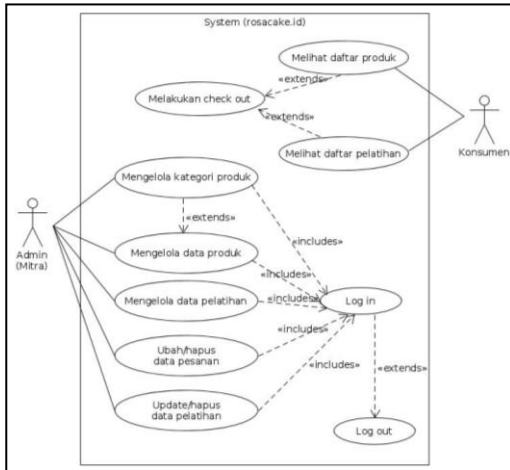 System (rosacake.id)
Melihat daftar produk
«extends»
Melakukan check out
«extends»
Melihat daftar pelatihan
Konsumen
Mengelola kategori produk
«extends»
«includes»
Admin
(Mitra)
Mengelola data produk
«includes»
Mengelola data pelatihan
«includes»
Log in
«includes»
Ubah/hapus
data pesanan
«includes»
«extends»
Update/hapus
data pelatihan
Log out